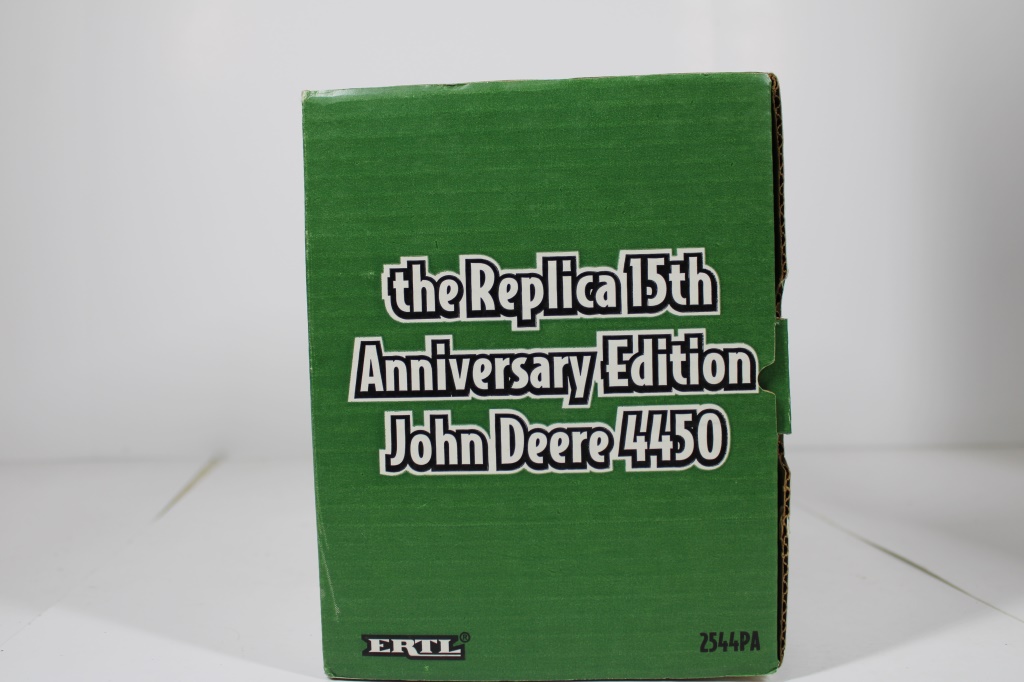 the Replica 15th
Anniversary Edition
John Deere 4450
ERTL®
2544PA